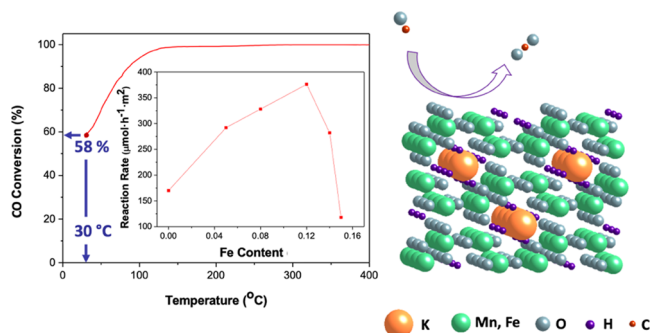 CO Conversion (%)
100
80
60
40
20
0
58 %
30 °C
0
100
200
300
400
Temperature (°C)
Reaction Rate (μmol·h⁻¹·m²)
400
350
300
250
200
150
100
0.00
0.04
0.08
0.12
0.16
Fe Content
K
Mn, Fe
O
H
C